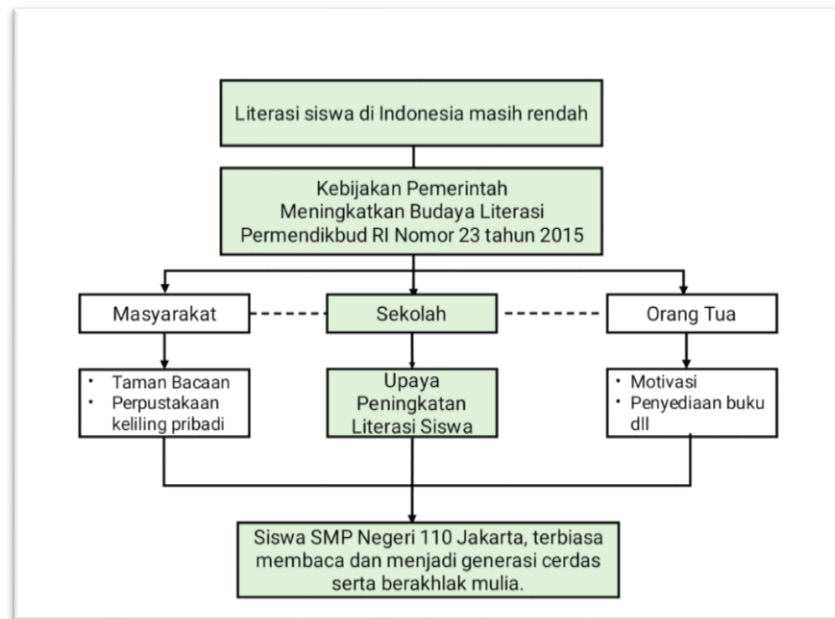 Literasi siswa di Indonesia masih rendah
Kebijakan Pemerintah
Meningkatkan Budaya Literasi
Permendikbud RI Nomor 23 tahun 2015
Masyarakat
Sekolah
Orang Tua
• Taman Bacaan
• Perpustakaan
keliling pribadi
Upaya
Peningkatan
Literasi Siswa
• Motivasi
• Penyediaan buku
dll
Siswa SMP Negeri 110 Jakarta, terbiasa
membaca dan menjadi generasi cerdas
serta berakhlak mulia.